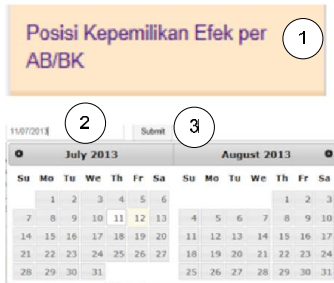 Posisi Kepemilikan Efek per
AB/BK
1
11/07/2013
2
Submit
3
July 2013
August 2013
Su Mo Tu We Th Fr Sa
Su Mo Tu We Th Fr Sa
1 2 3 4 5 6
1 2 3
7 8 9 10 11 12 13
4 5 6 7 8 9 10
14 15 16 17 18 19 20
11 12 13 14 15 16 17
21 22 23 24 25 26 27
18 19 20 21 22 23 24
28 29 30 31
25 26 27 28 29 30 31